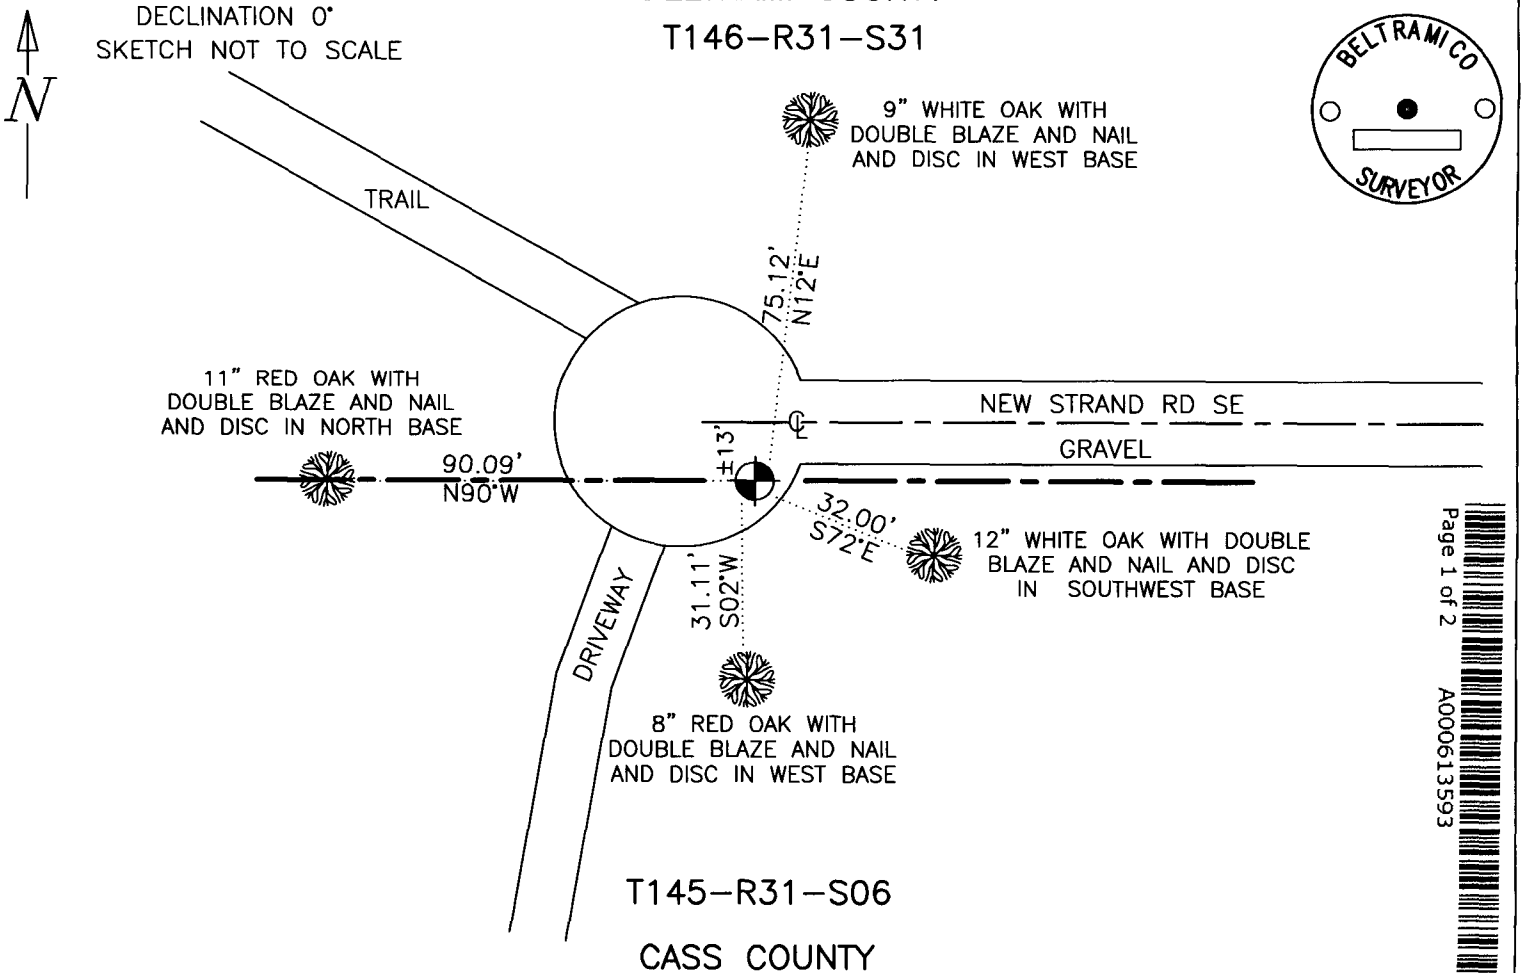 DECLINATION 0°
SKETCH NOT TO SCALE
N
T146-R31-S31
BELTRAMI CO
SURVEYOR
9" WHITE OAK WITH
DOUBLE BLAZE AND NAIL
AND DISC IN WEST BASE
TRAIL
75.12'
N12°E
11" RED OAK WITH
DOUBLE BLAZE AND NAIL
AND DISC IN NORTH BASE
NEW STRAND RD SE
CL
GRAVEL
±13'
90.09'
N90°W
32.00'
S72°E
12" WHITE OAK WITH DOUBLE
BLAZE AND NAIL AND DISC
IN SOUTHWEST BASE
31.11'
S02°W
DRIVEWAY
8" RED OAK WITH
DOUBLE BLAZE AND NAIL
AND DISC IN WEST BASE
T145-R31-S06
CASS COUNTY
Page 1 of 2
A000613593